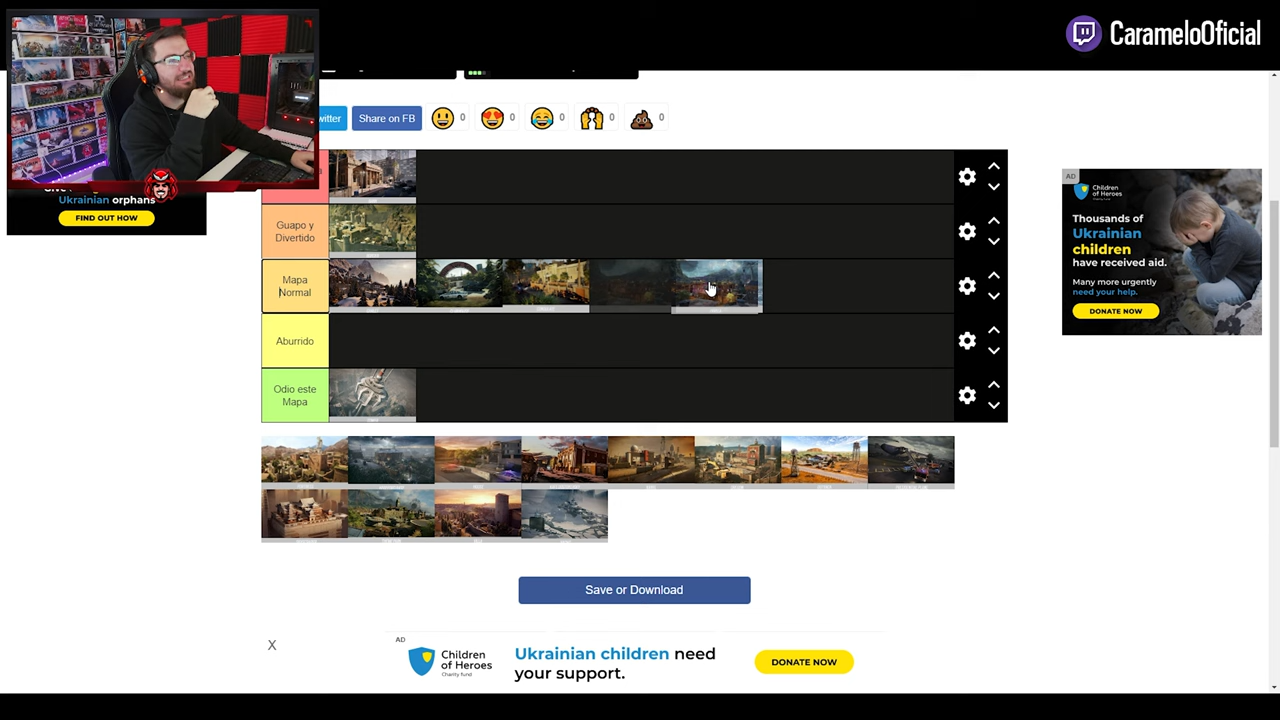 CarameloOficial
witter
Share on FB
0
0
0
0
0
Ukrainian orphans
FIND OUT HOW
Guapo y
Divertido
Mapa
Normal
Aburrido
Odio este
Mapa
AD
Children
of Heroes
Thousands of
Ukrainian
children
have received aid.
Many more urgently
need your help.
DONATE NOW
Save or Download
X
AD
Children
of Heroes
Charity fund
Ukrainian children need
your support.
DONATE NOW